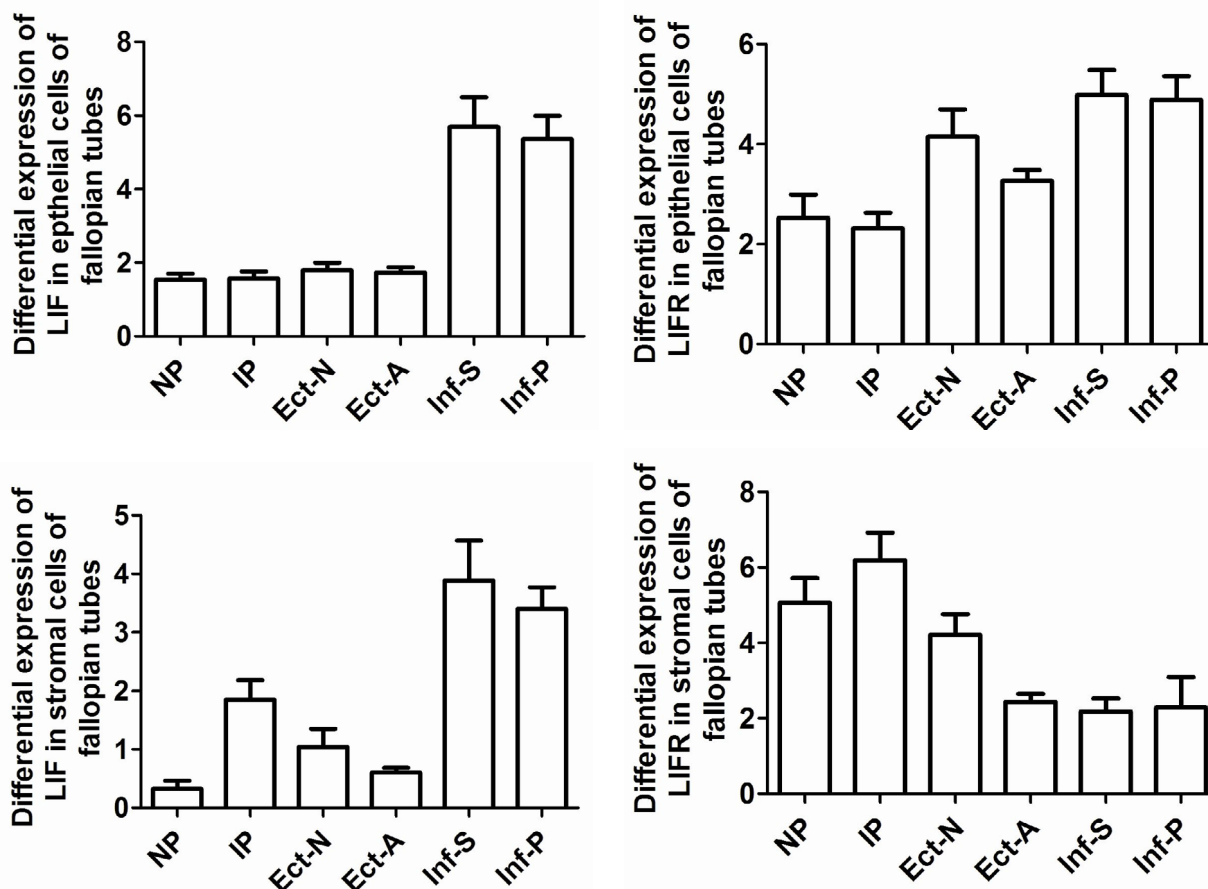 Differential expression of
LIF in epthelial cells of
fallopian tubes
8
6
4
2
0
NP
IP
Ect-N
Ect-A
Inf-S
Inf-P
Differential expression of
LIFR in epithelial cells of
fallopian tubes
6
4
2
0
NP
IP
Ect-N
Ect-A
Inf-S
Inf-P
Differential expression of
LIF in stromal cells of
fallopian tubes
5
4
3
2
1
0
NP
IP
Ect-N
Ect-A
Inf-S
Inf-P
Differential expression of
LIFR in stromal cells of
fallopian tubes
8
6
4
2
0
NP
IP
Ect-N
Ect-A
Inf-S
Inf-P